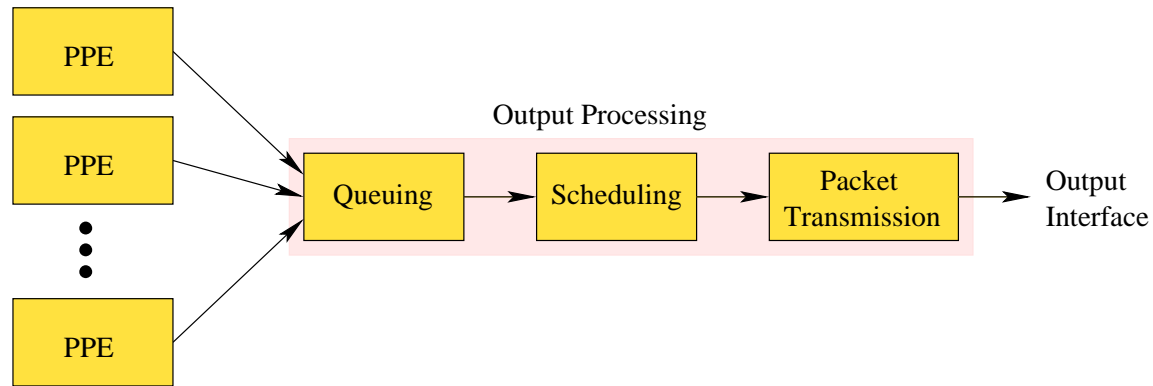 PPE
PPE
PPE
Output Processing
Queuing
Scheduling
Packet
Transmission
Output
Interface